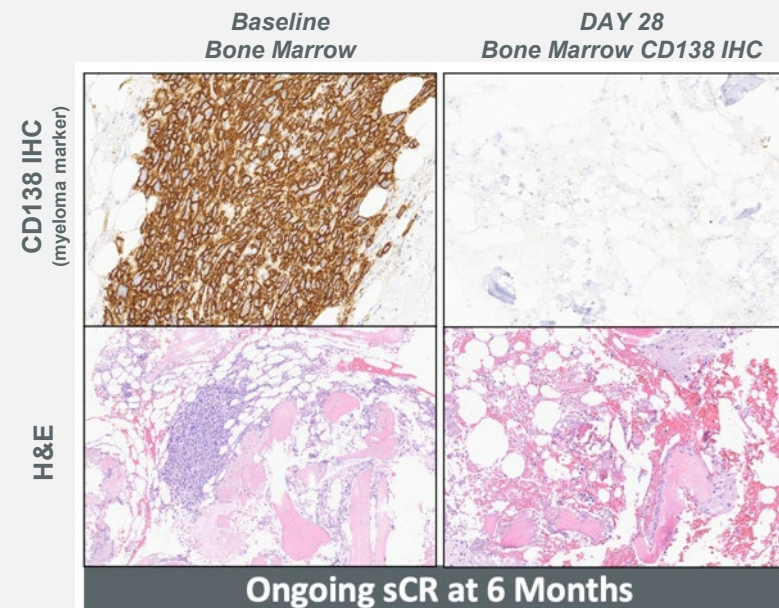 Baseline
Bone Marrow
DAY 28
Bone Marrow CD138 IHC
CD138 IHC
(myeloma marker)
H&E
Ongoing sCR at 6 Months